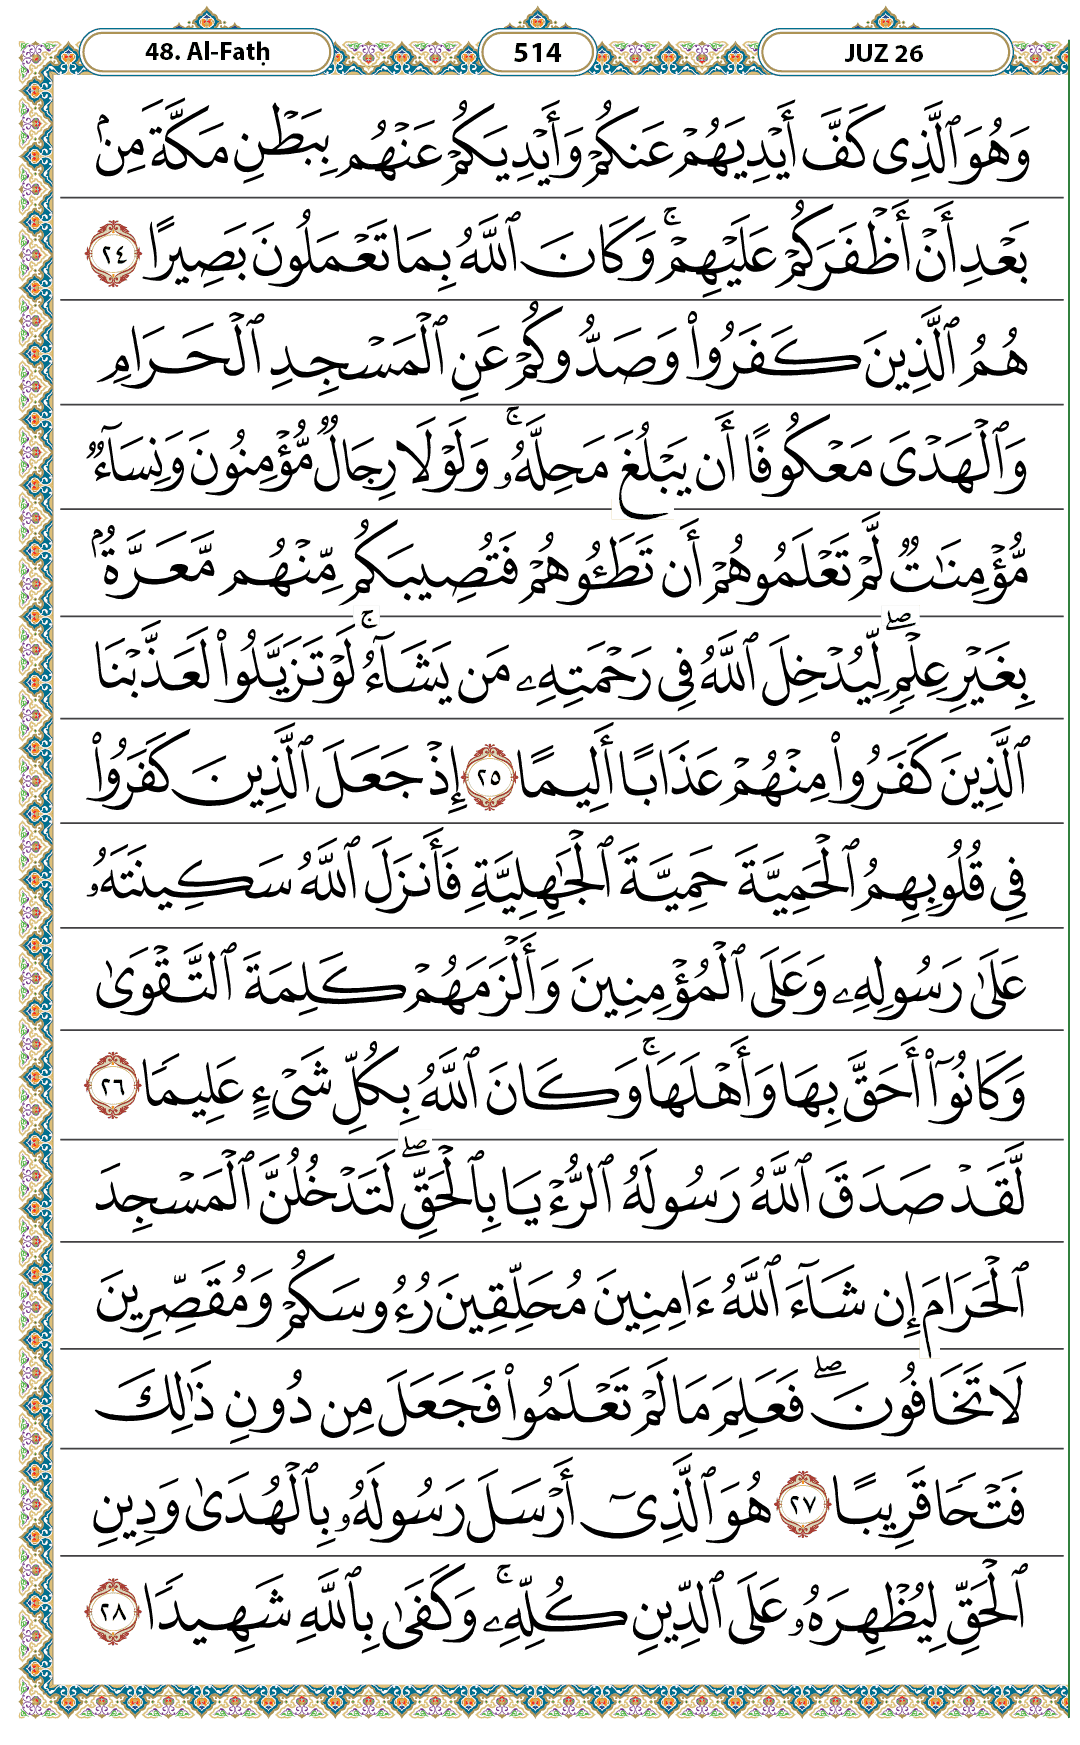 48. Al-Fatḥ
514
JUZ 26
وَهُوَ ٱلَّذِى كَفَّ أَيْدِيَهُمْ عَنكُمْ وَأَيْدِيَكُمْ عَنْهُم بِبَطْنِ مَكَّةَ مِنۢ
بَعْدِ أَنْ أَظْفَرَكُمْ عَلَيْهِمْ ۚ وَكَانَ ٱللَّهُ بِمَا تَعْمَلُونَ بَصِيرًا ٢٤
هُمُ ٱلَّذِينَ كَفَرُوا۟ وَصَدُّوكُمْ عَنِ ٱلْمَسْجِدِ ٱلْحَرَامِ
وَٱلْهَدْىَ مَعْكُوفًا أَن يَبْلُغَ مَحِلَّهُۥ ۚ وَلَوْلَا رِجَالٌ مُّؤْمِنُونَ وَنِسَآءٌ
مُّؤْمِنَـٰتٌ لَّمْ تَعْلَمُوهُمْ أَن تَطَـُٔوهُمْ فَتُصِيبَكُم مِّنْهُم مَّعَرَّةٌۢ
بِغَيْرِ عِلْمٍ ۖ لِّيُدْخِلَ ٱللَّهُ فِى رَحْمَتِهِۦ مَن يَشَآءُ ۚ لَوْ تَزَيَّلُوا۟ لَعَذَّبْنَا
ٱلَّذِينَ كَفَرُوا۟ مِنْهُمْ عَذَابًا أَلِيمًا ٢٥ إِذْ جَعَلَ ٱلَّذِينَ كَفَرُوا۟
فِى قُلُوبِهِمُ ٱلْحَمِيَّةَ حَمِيَّةَ ٱلْجَـٰهِلِيَّةِ فَأَنزَلَ ٱللَّهُ سَكِينَتَهُۥ
عَلَىٰ رَسُولِهِۦ وَعَلَى ٱلْمُؤْمِنِينَ وَأَلْزَمَهُمْ كَلِمَةَ ٱلتَّقْوَىٰ
وَكَانُوٓا۟ أَحَقَّ بِهَا وَأَهْلَهَا ۚ وَكَانَ ٱللَّهُ بِكُلِّ شَىْءٍ عَلِيمًا ٢٦
لَّقَدْ صَدَقَ ٱللَّهُ رَسُولَهُ ٱلرُّءْيَا بِٱلْحَقِّ ۖ لَتَدْخُلُنَّ ٱلْمَسْجِدَ
ٱلْحَرَامَ إِن شَآءَ ٱللَّهُ ءَامِنِينَ مُحَلِّقِينَ رُءُوسَكُمْ وَمُقَصِّرِينَ
لَا تَخَافُونَ ۖ فَعَلِمَ مَا لَمْ تَعْلَمُوا۟ فَجَعَلَ مِن دُونِ ذَٰلِكَ
فَتْحًا قَرِيبًا ٢٧ هُوَ ٱلَّذِىٓ أَرْسَلَ رَسُولَهُۥ بِٱلْهُدَىٰ وَدِينِ
ٱلْحَقِّ لِيُظْهِرَهُۥ عَلَى ٱلدِّينِ كُلِّهِۦ ۚ وَكَفَىٰ بِٱللَّهِ شَهِيدًا ٢٨